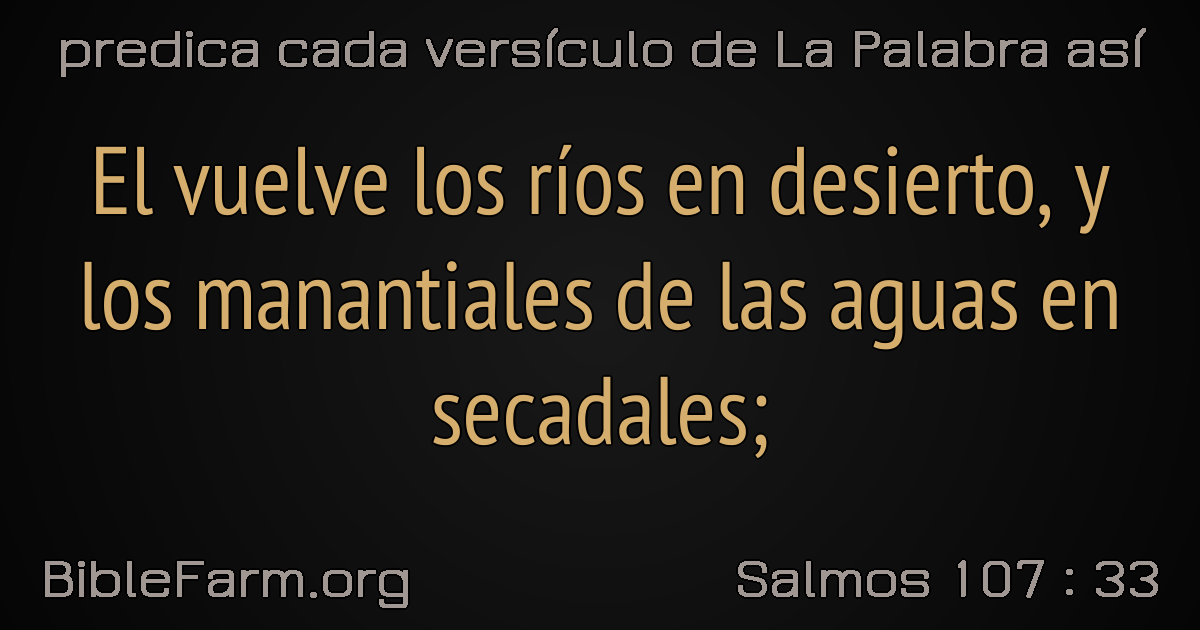 predica cada versículo de La Palabra así
El vuelve los ríos en desierto, y
los manantiales de las aguas en
secadales;
BibleFarm.org
Salmos 107 : 33